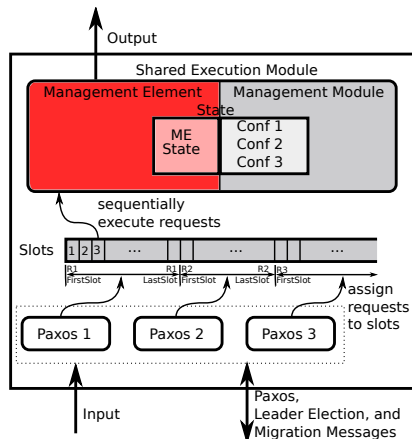 Output
Shared Execution Module
Management Element
Management Module
State
ME
State
Conf 1
Conf 2
Conf 3
sequentially
execute requests
Slots
1 2 3 ... ... ...
R1 R1 R2 R2 R3
FirstSlot LastSlot FirstSlot LastSlot FirstSlot
assign
requests
to slots
Paxos 1
Paxos 2
Paxos 3
Input
Paxos,
Leader Election, and
Migration Messages